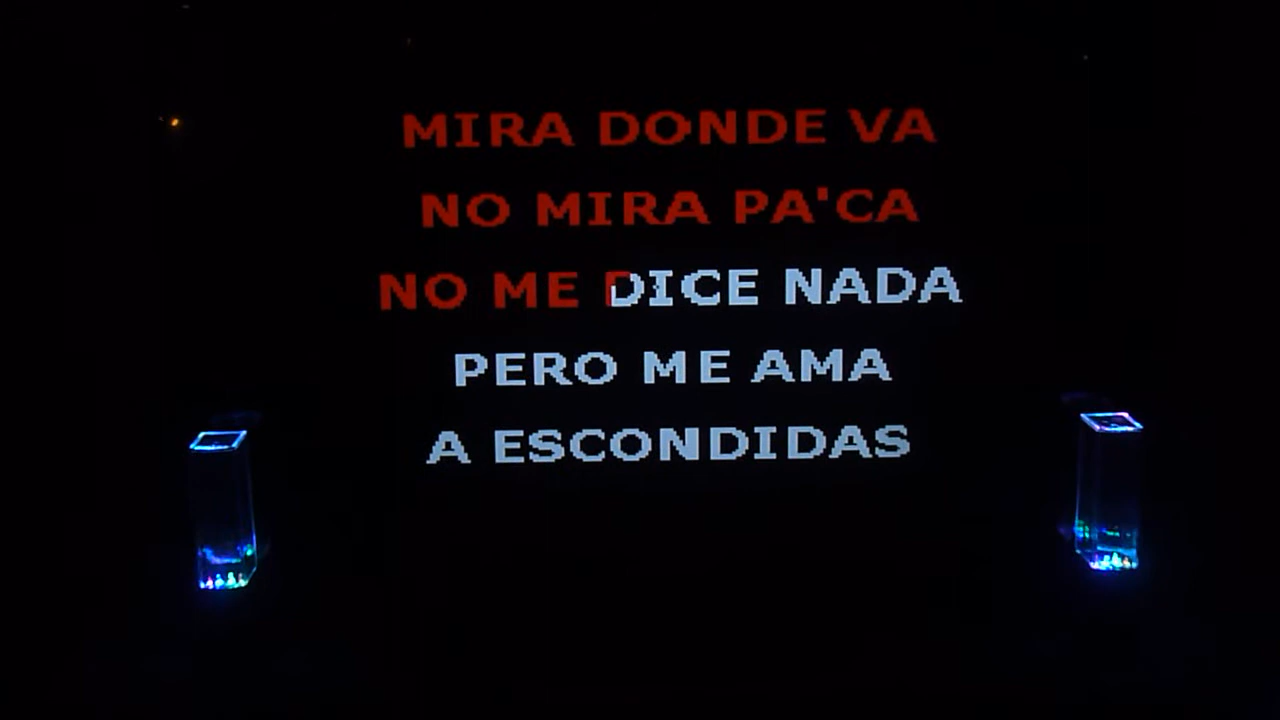 MIRA DONDE VA
NO MIRA PA'CA
NO ME DICE NADA
PERO ME AMA
A ESCONDIDAS